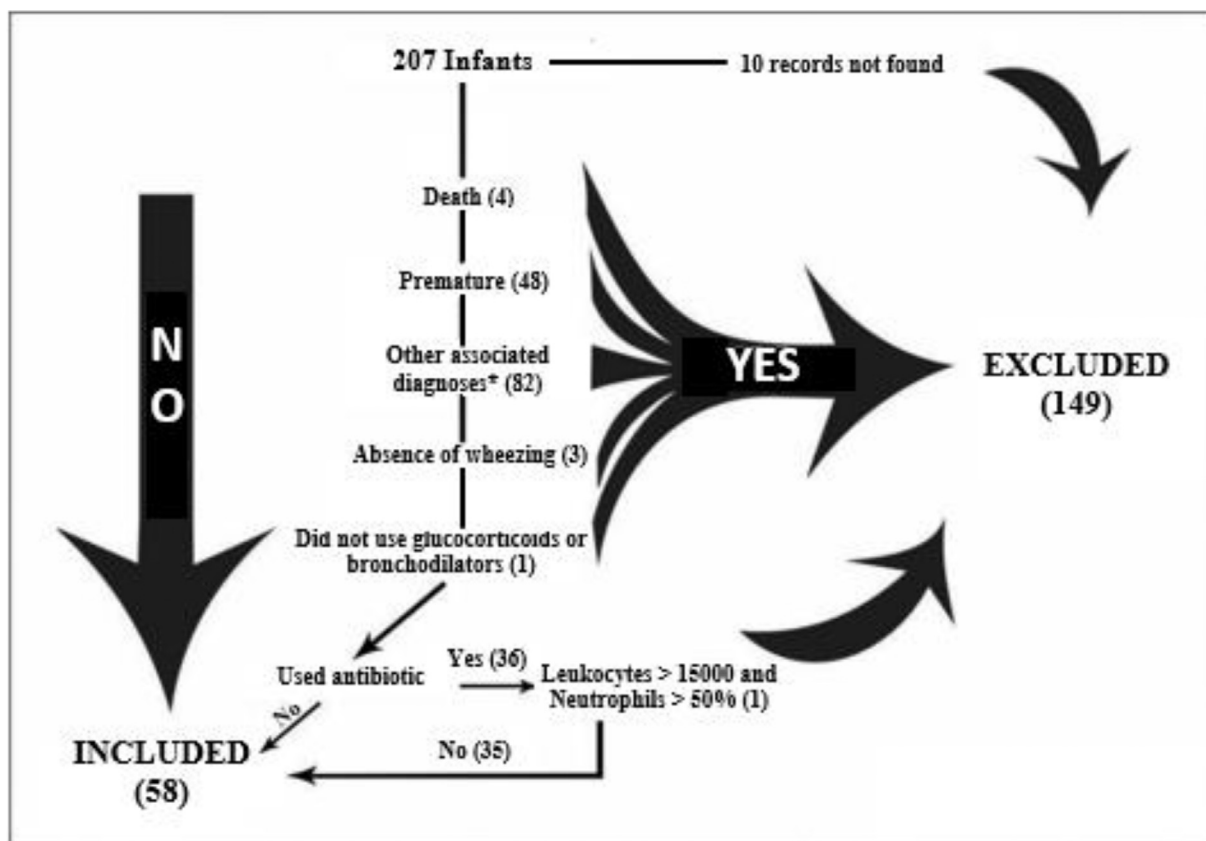 207 Infants
10 records not found
Death (4)
Premature (48)
Other associated
diagnoses* (82)
Absence of wheezing (3)
Did not use glucocorticoids or
bronchodilators (1)
N
O
YES
EXCLUDED
(149)
Used antibiotic
Yes (36)
Leukocytes > 15000 and
Neutrophils > 50% (1)
No
No (35)
INCLUDED
(58)